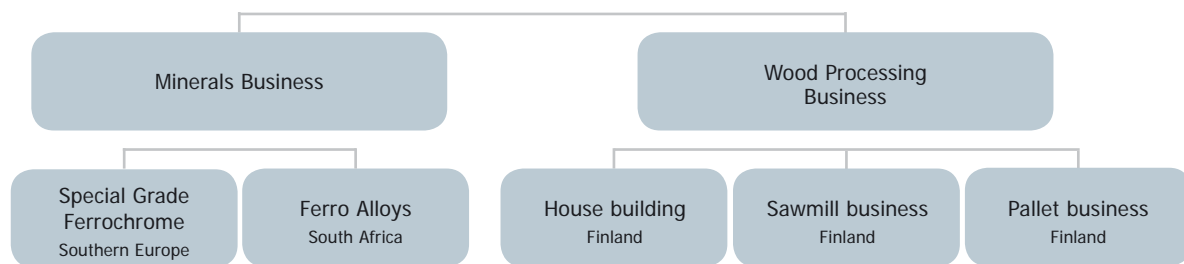 Minerals Business
Wood Processing
Business
Special Grade
Ferrochrome
Southern Europe
Ferro Alloys
South Africa
House building
Finland
Sawmill business
Finland
Pallet business
Finland